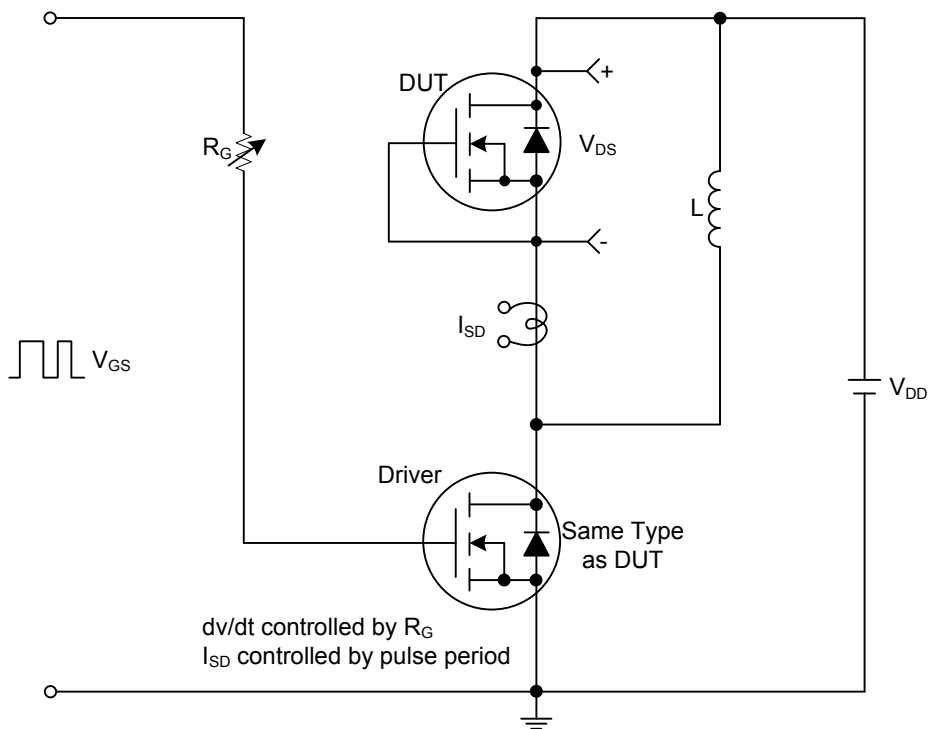 DUT
+
R_G
V_DS
L
-
I_SD
V_GS
V_DD
Driver
Same Type
as DUT
dv/dt controlled by R_G
I_SD controlled by pulse period